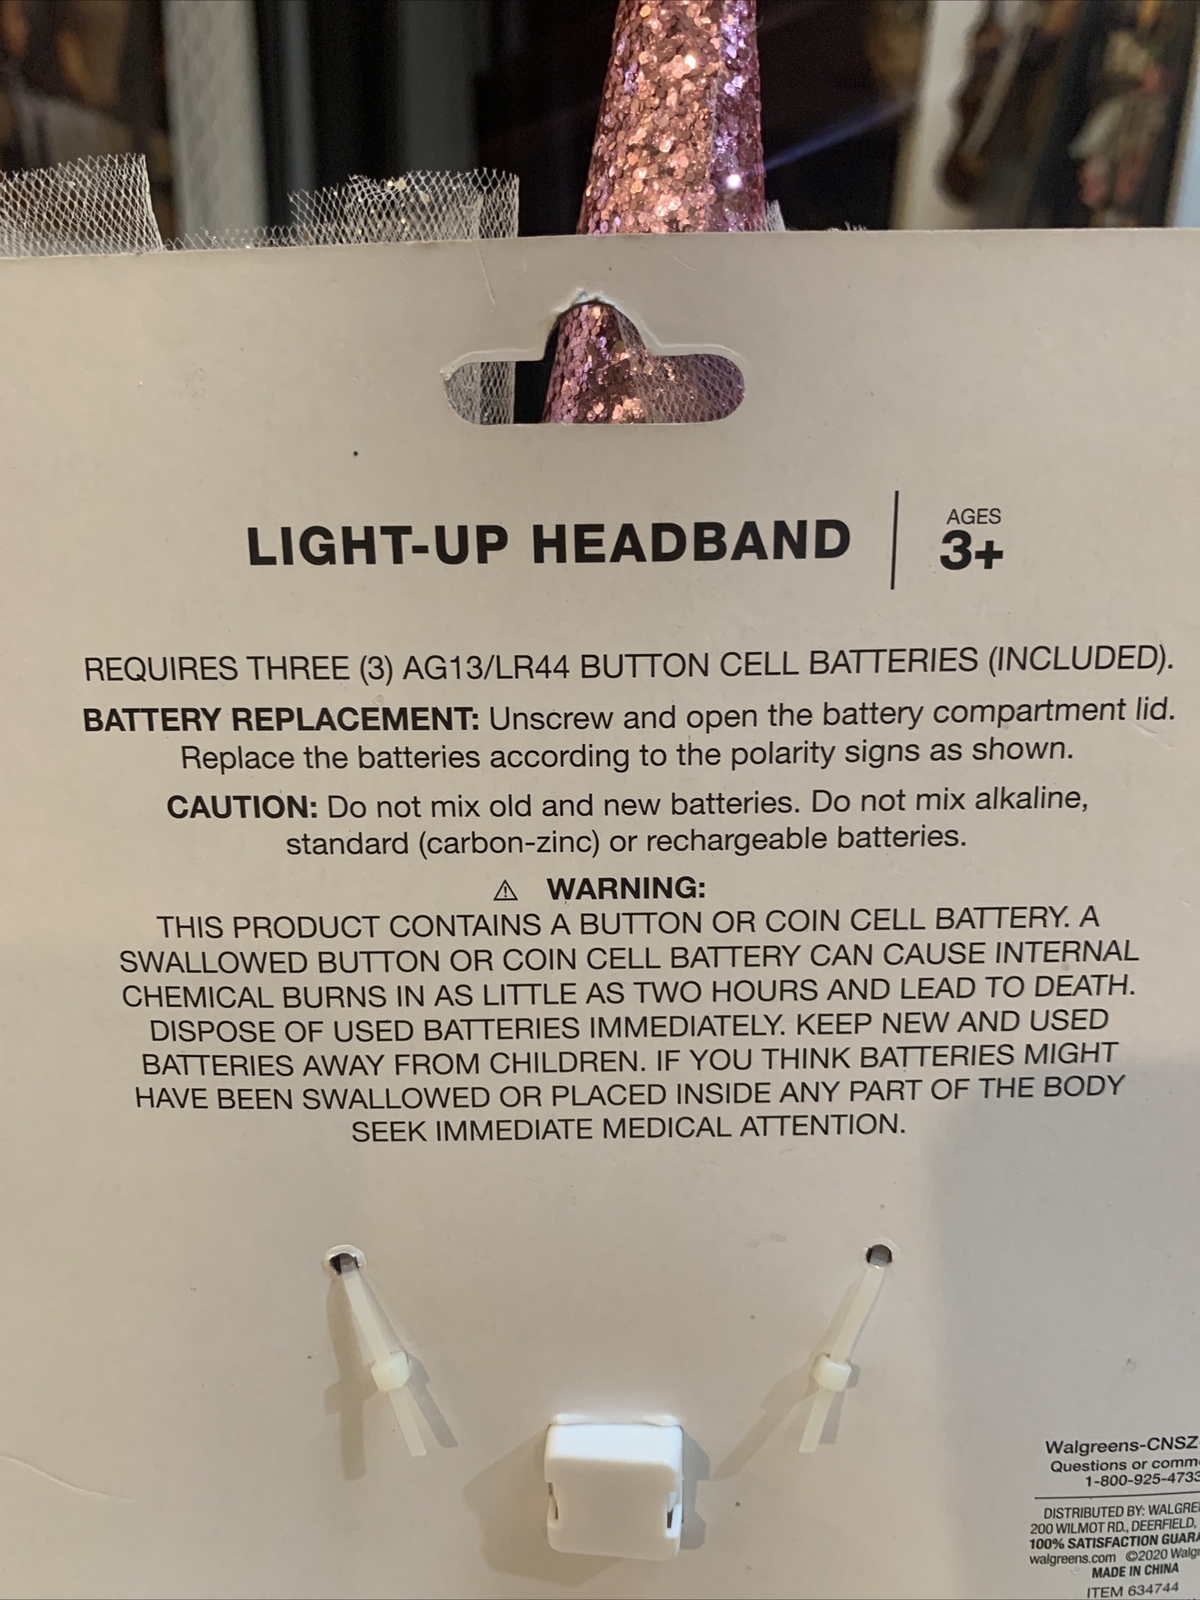 LIGHT-UP HEADBAND
AGES
3+
REQUIRES THREE (3) AG13/LR44 BUTTON CELL BATTERIES (INCLUDED).
BATTERY REPLACEMENT: Unscrew and open the battery compartment lid.
Replace the batteries according to the polarity signs as shown.
CAUTION: Do not mix old and new batteries. Do not mix alkaline,
standard (carbon-zinc) or rechargeable batteries.
⚠ WARNING:
THIS PRODUCT CONTAINS A BUTTON OR COIN CELL BATTERY. A
SWALLOWED BUTTON OR COIN CELL BATTERY CAN CAUSE INTERNAL
CHEMICAL BURNS IN AS LITTLE AS TWO HOURS AND LEAD TO DEATH.
DISPOSE OF USED BATTERIES IMMEDIATELY. KEEP NEW AND USED
BATTERIES AWAY FROM CHILDREN. IF YOU THINK BATTERIES MIGHT
HAVE BEEN SWALLOWED OR PLACED INSIDE ANY PART OF THE BODY
SEEK IMMEDIATE MEDICAL ATTENTION.
Walgreens-CNSZ
Questions or
1-800-925-4733
DISTRIBUTED BY:
200 WILMOT RD., DEERFIELD,
100% SATISFACTION
walgreens.com ©2020
MADE IN CHINA
ITEM 634744